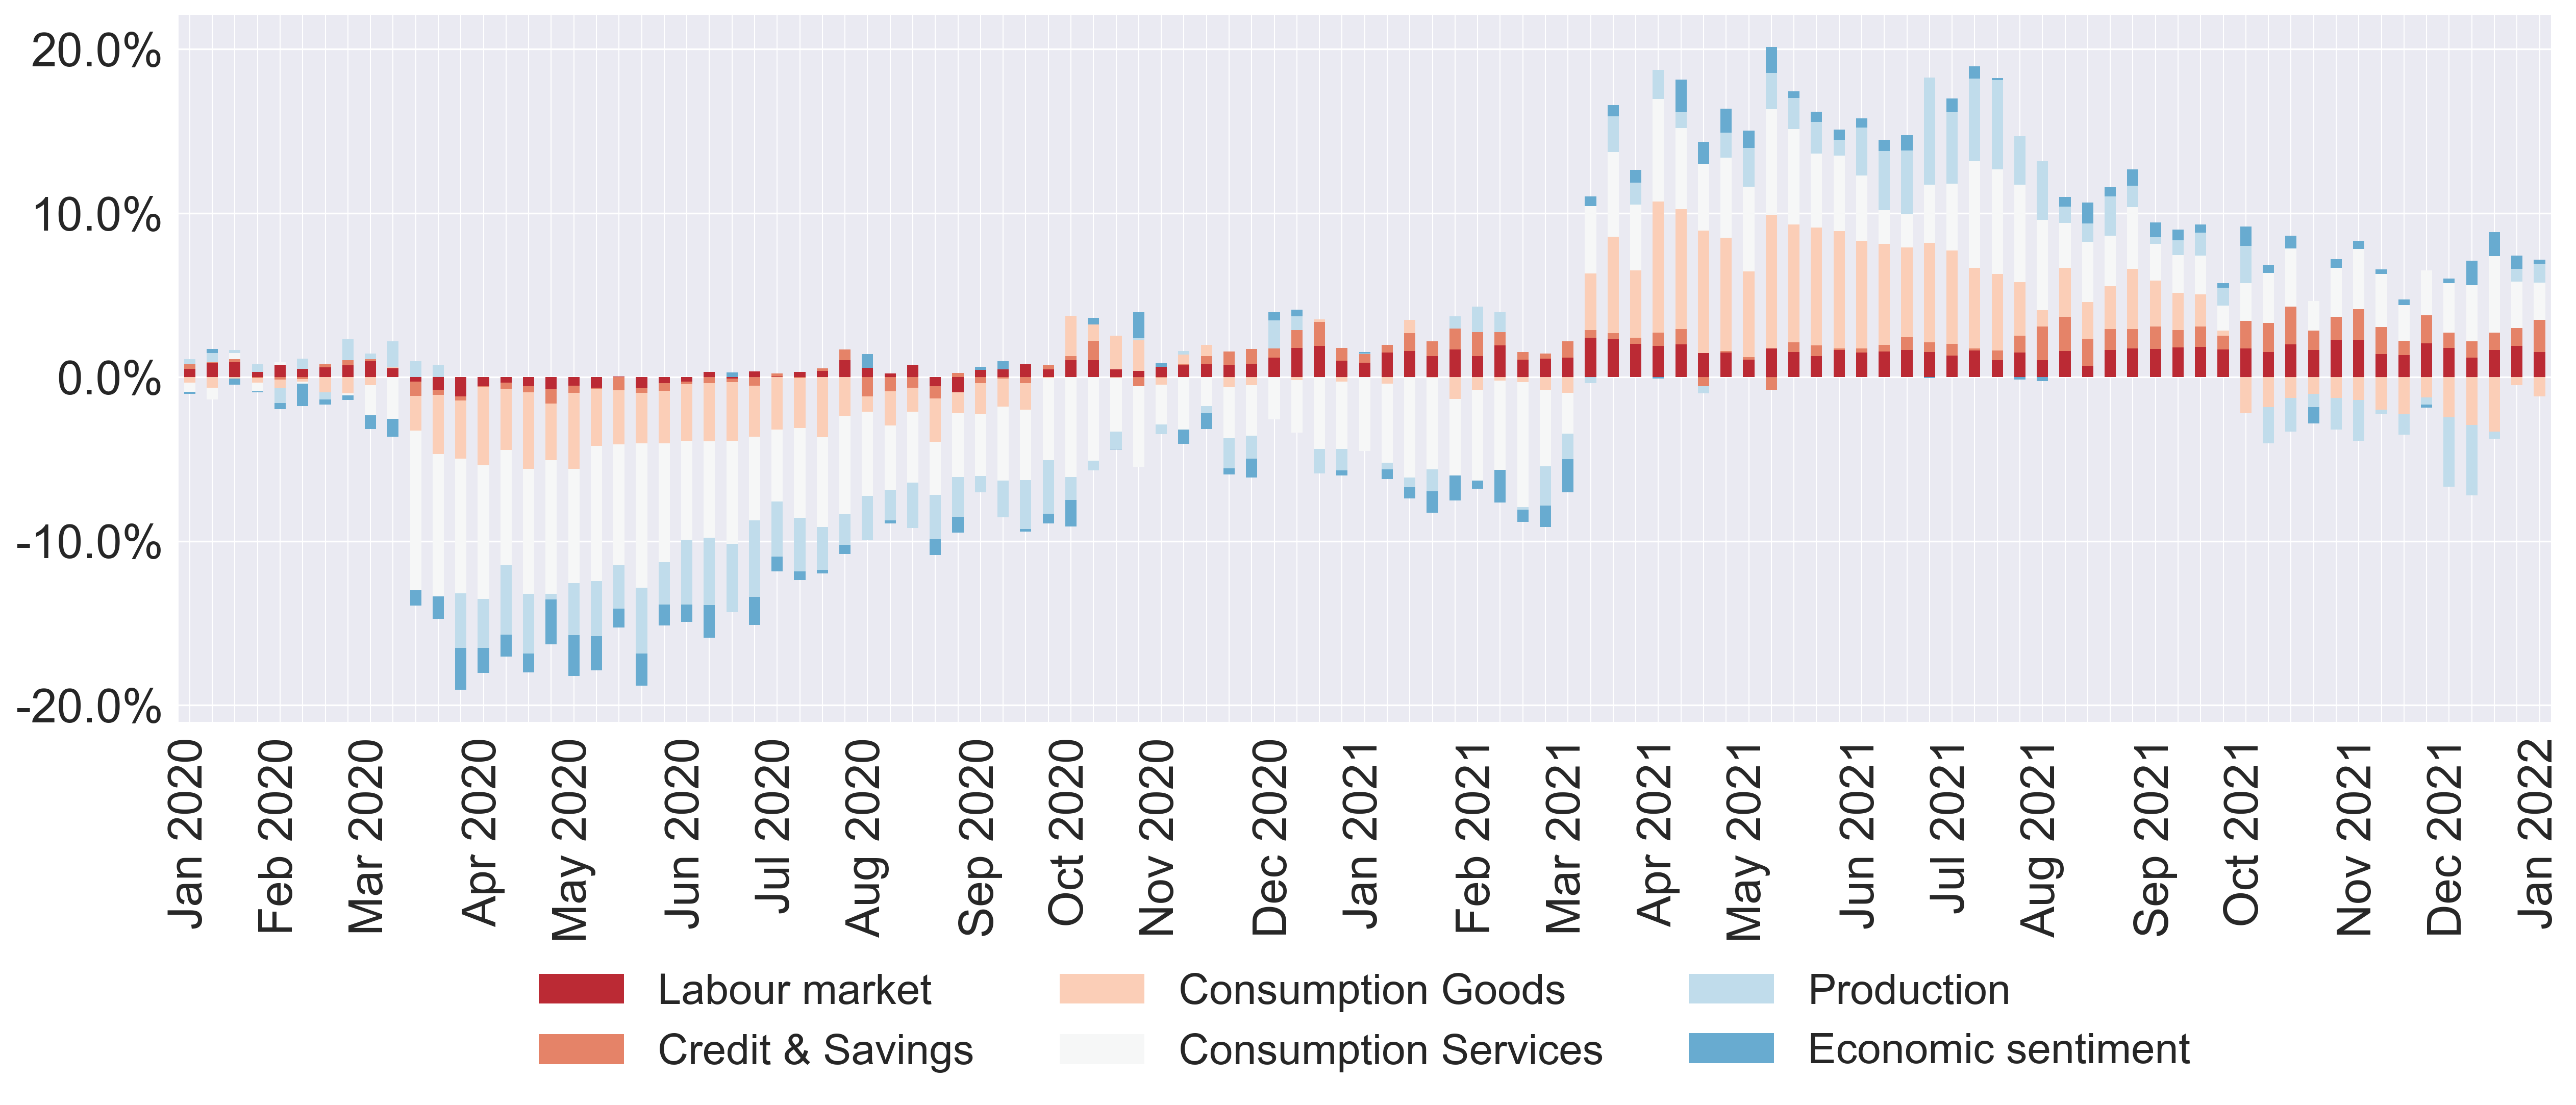 20.0%
10.0%
0.0%
-10.0%
-20.0%
Jan 2020
Feb 2020
Mar 2020
Apr 2020
May 2020
Jun 2020
Jul 2020
Aug 2020
Sep 2020
Oct 2020
Nov 2020
Dec 2020
Jan 2021
Feb 2021
Mar 2021
Apr 2021
May 2021
Jun 2021
Jul 2021
Aug 2021
Sep 2021
Oct 2021
Nov 2021
Dec 2021
Jan 2022
Labour market
Consumption Goods
Production
Credit & Savings
Consumption Services
Economic sentiment